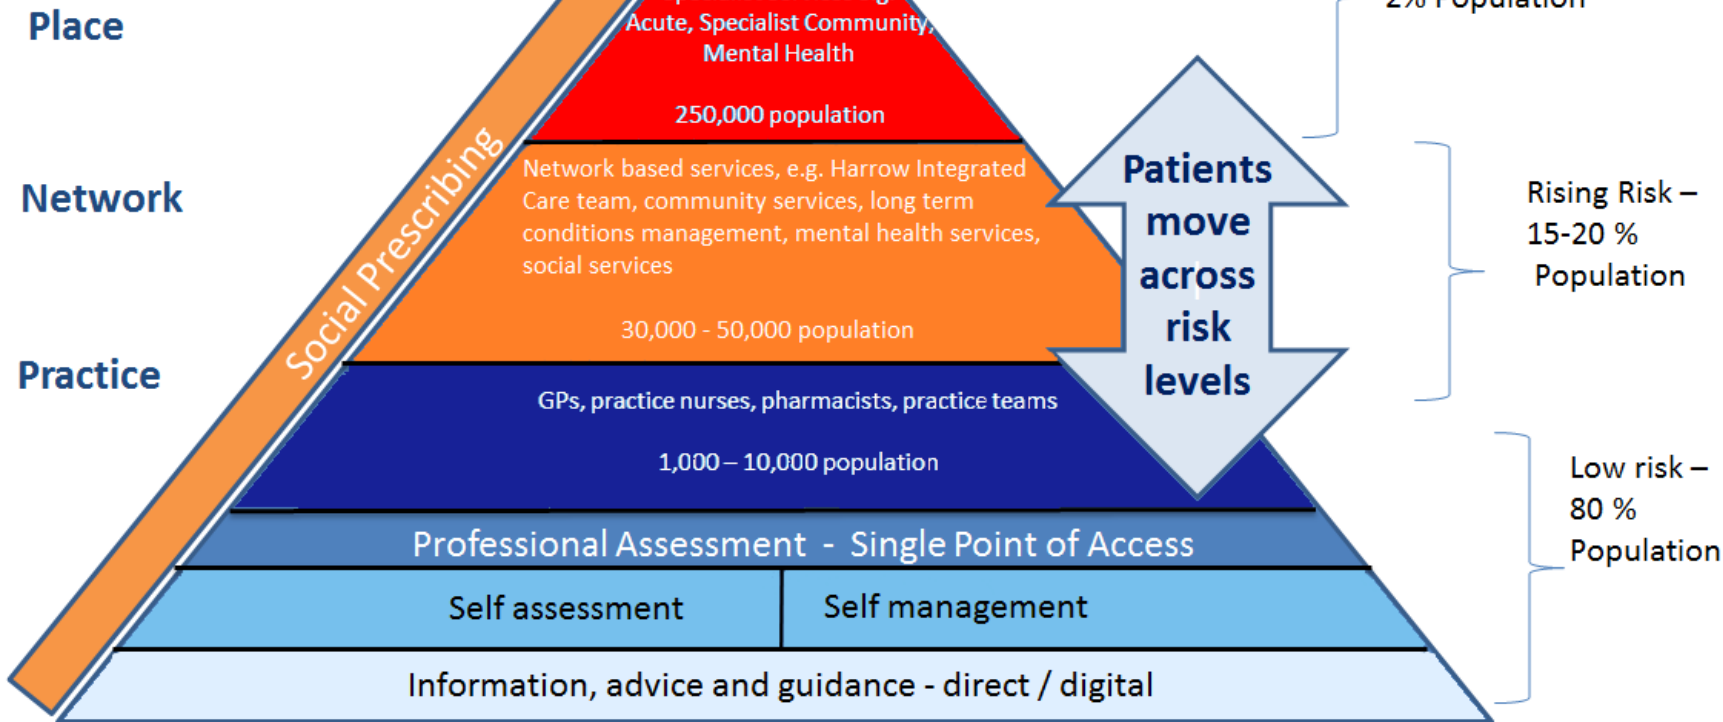 2% Population
Place
Acute, Specialist Community,
Mental Health
250,000 population
Social Prescribing
Network
Network based services, e.g. Harrow Integrated
Care team, community services, long term
conditions management, mental health services,
social services
30,000 - 50,000 population
Patients
move
across
risk
levels
Rising Risk –
15-20 %
Population
Practice
GPs, practice nurses, pharmacists, practice teams
1,000 – 10,000 population
Low risk –
80 %
Population
Professional Assessment - Single Point of Access
Self assessment
Self management
Information, advice and guidance - direct / digital